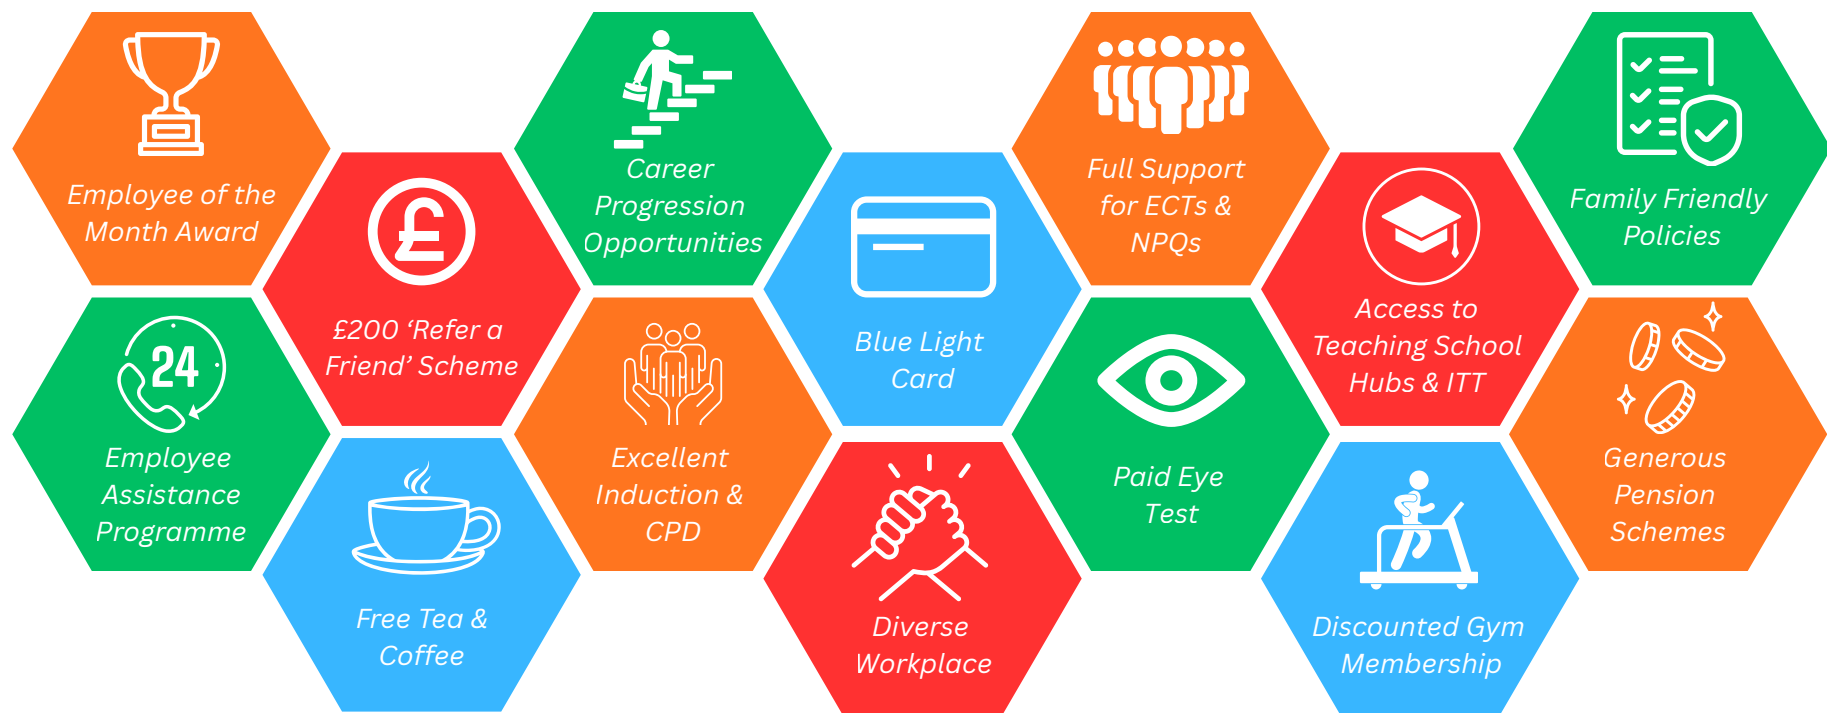 Employee of the
Month Award
Career
Progression
Opportunities
Full Support
for ECTs &
NPQs
Family Friendly
Policies
£200 ‘Refer a
Friend’ Scheme
Blue Light
Card
Access to
Teaching School
Hubs & ITT
24
Employee
Assistance
Programme
Excellent
Induction &
CPD
Paid Eye
Test
Generous
Pension
Schemes
Free Tea &
Coffee
Diverse
Workplace
Discounted Gym
Membership